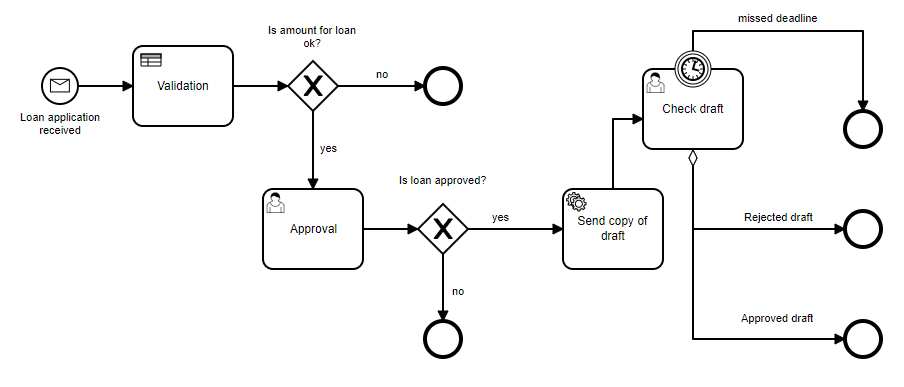 missed deadline
Is amount for loan
ok?
no
Validation
Loan application
received
Check draft
yes
Is loan approved?
Approval
yes
Send copy of
draft
Rejected draft
no
Approved draft